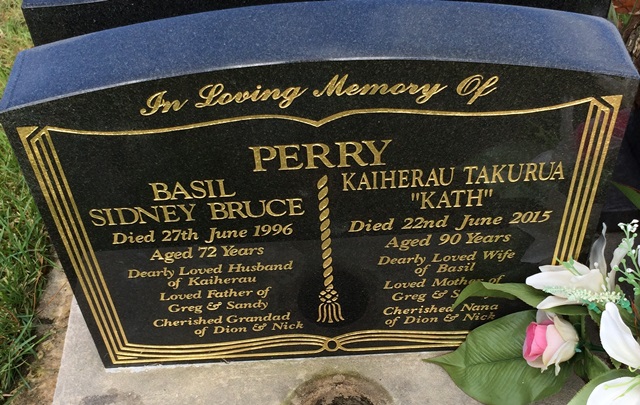 In Loving Memory Of
PERRY
BASIL
SIDNEY BRUCE
Died 27th June 1996
Aged 72 Years
Dearly Loved Husband
of Kaiherau
Loved Father of
Greg & Sandy
Cherished Grandad
of Dion & Nick
KAIHERAU TAKURUA
"KATH"
Died 22nd June 2015
Aged 90 Years
Dearly Loved Wife
of Basil
Loved Mother of
Greg &
Cherished Nana
of Dion & Nick